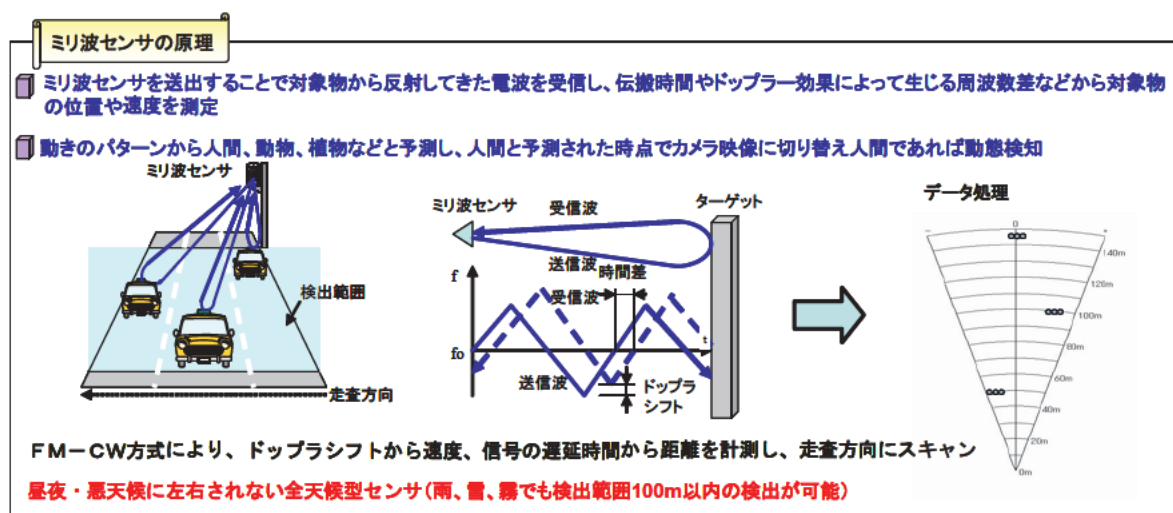 ミリ波センサの原理
ミリ波センサを送出することで対象物から反射してきた電波を受信し、伝搬時間やドップラー効果によって生じる周波数差などから対象物
の位置や速度を測定
動きのパターンから人間、動物、植物などと予測し、人間と予測された時点でカメラ映像に切り替え人間であれば動態検知
ミリ波センサ
検出範囲
走査方向
ミリ波センサ
受信波
ターゲット
送信波
時間差
f
受信波
t
fo
送信波
ドップラ
シフト
データ処理
−
0
+
140m
120m
100m
80m
60m
40m
20m
0m
FM－CW方式により、ドップラシフトから速度、信号の遅延時間から距離を計測し、走査方向にスキャン
昼夜・悪天候に左右されない全天候型センサ（雨、雪、霧でも検出範囲100m以内の検出が可能）